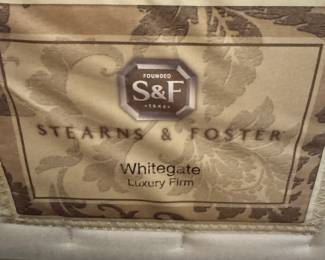 FOUNDED
S&F
1846
STEARNS & FOSTER
Whitegate
Luxury Firm